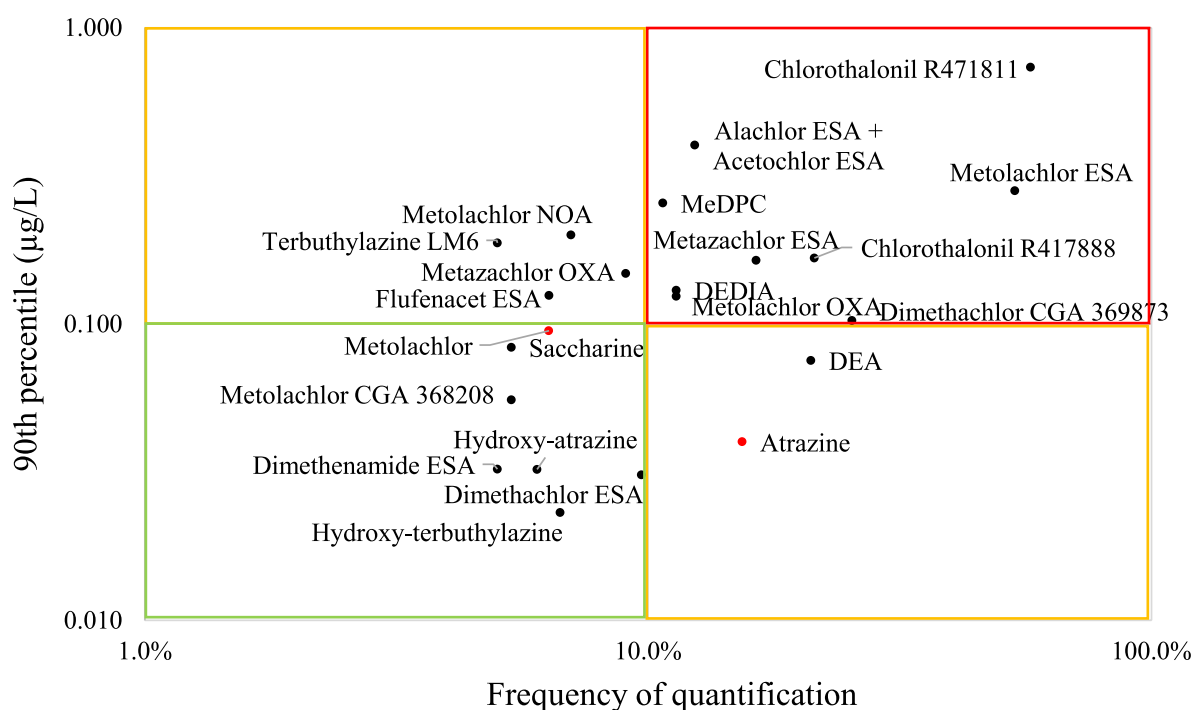 1.000
Chlorothalonil R471811
Alachlor ESA +
Acetochlor ESA
Metolachlor ESA
MeDPC
Metolachlor NOA
Terbuthylazine LM6
Metazachlor ESA
Chlorothalonil R417888
Metazachlor OXA
Flufenacet ESA
DEDIA
Metolachlor OXA
Dimethachlor CGA 369873
0.100
Metolachlor
Saccharine
DEA
Metolachlor CGA 368208
Hydroxy-atrazine
Atrazine
Dimethenamide ESA
Dimethachlor ESA
Hydroxy-terbuthylazine
0.010
1.0%
10.0%
100.0%
Frequency of quantification
90th percentile (µg/L)